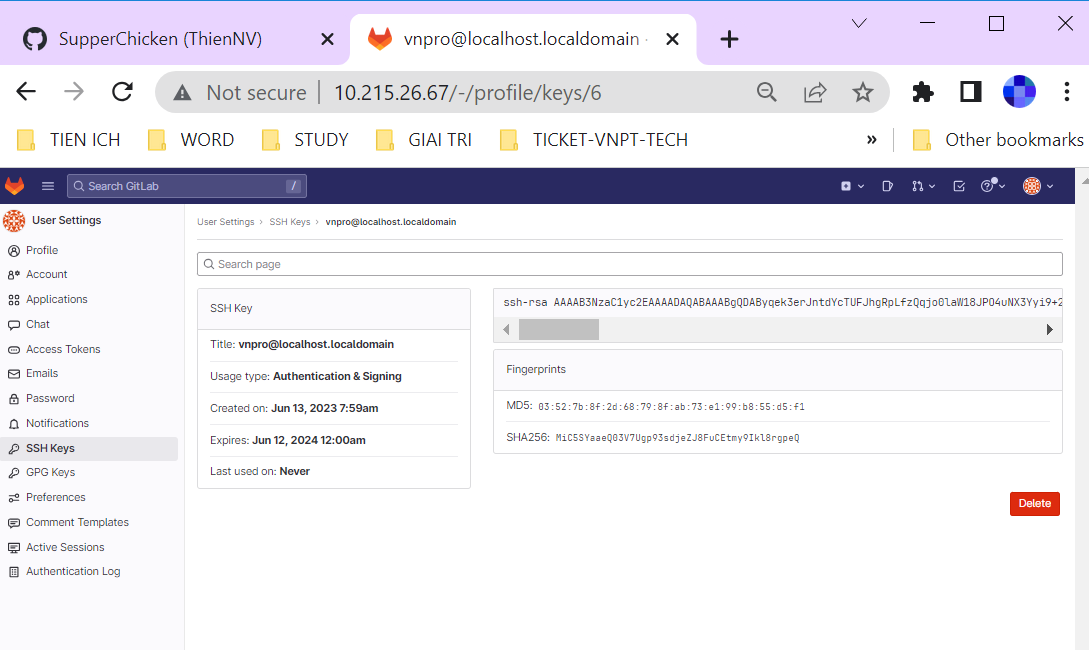 SupperChicken (ThienNV)
vnpro@localhost.localdomain ·
Not secure
10.215.26.67/-/profile/keys/6
TIEN ICH
WORD
STUDY
GIAI TRI
TICKET-VNPT-TECH
»
Other bookmarks
Search GitLab
/
User Settings
Profile
Account
Applications
Chat
Access Tokens
Emails
Password
Notifications
SSH Keys
GPG Keys
Preferences
Comment Templates
Active Sessions
Authentication Log
User Settings › SSH Keys › vnpro@localhost.localdomain
Search page
SSH Key
Title: vnpro@localhost.localdomain
Usage type: Authentication & Signing
Created on: Jun 13, 2023 7:59am
Expires: Jun 12, 2024 12:00am
Last used on: Never
ssh-rsa AAAAB3NzaC1yc2EAAAADAQABAAABgQDAByqek3erJntdYcTUFJhgRpLfzQqjo0laW18JPO4uNX3Yyi9+2
Fingerprints
MD5: 03:52:7b:8f:2d:68:79:8f:ab:73:e1:99:b8:55:d5:f1
SHA256: MiC5SYaaeQ03V7Ugp93sdjeZJ8FuCEtmy9Ikl8rgpeQ
Delete